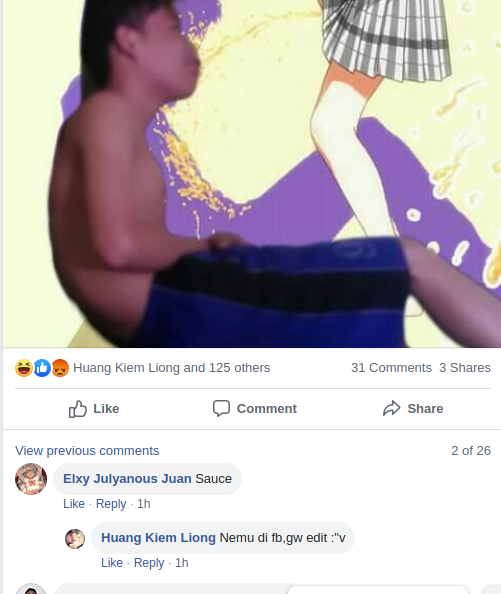 Huang Kiem Liong and 125 others 31 Comments 3 Shares
Like Comment Share
View previous comments 2 of 26
Elxy Julyanous Juan Sauce
Like · Reply · 1h
Huang Kiem Liong Nemu di fb,gw edit :"v
Like · Reply · 1h